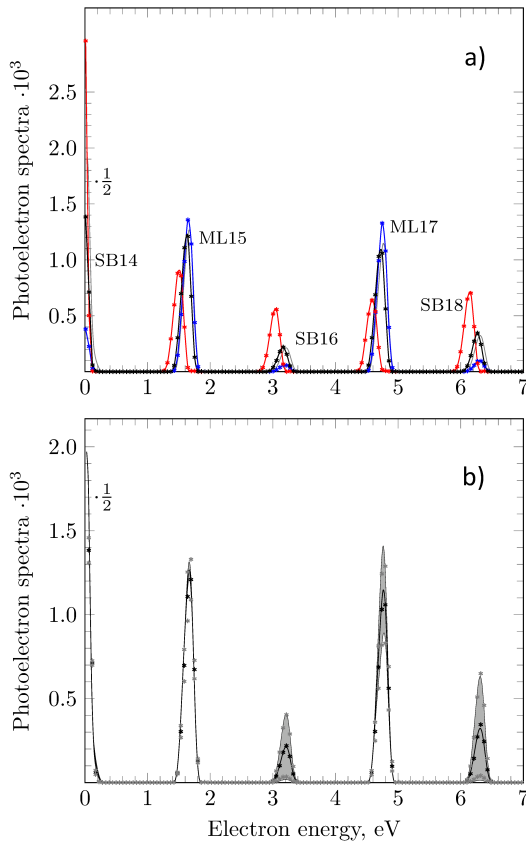 a)
Photoelectron spectra ·10³
2.5
2.0
1.5
1.0
0.5
·1/2
SB14
ML15
SB16
ML17
SB18
0 1 2 3 4 5 6 7
b)
Photoelectron spectra ·10³
2.0
1.5
1.0
0.5
·1/2
0 1 2 3 4 5 6 7
Electron energy, eV